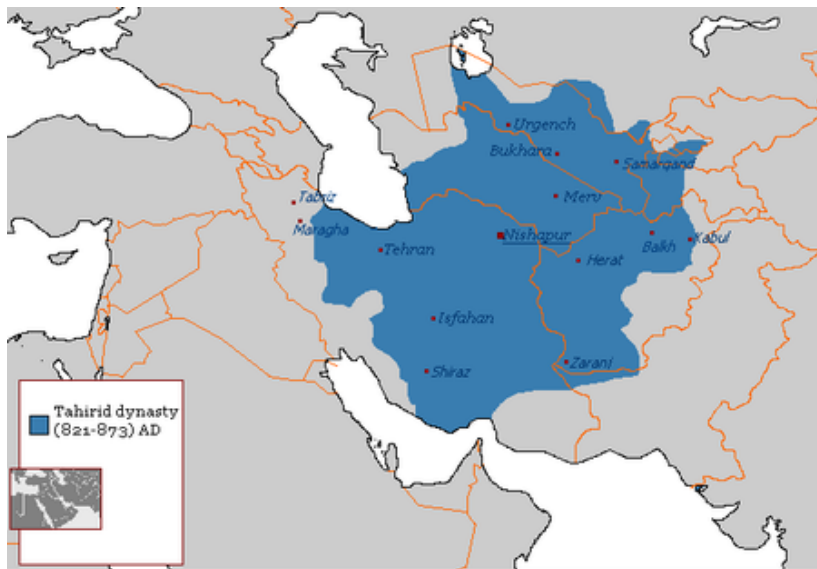 Urgench
Bukhara
Samarqand
Tabriz
Merv
Maragha
Nishapur
Tehran
Balkh
Kabul
Herat
Isfahan
Zaranj
Shiraz
Tahirid dynasty
(821-873) AD